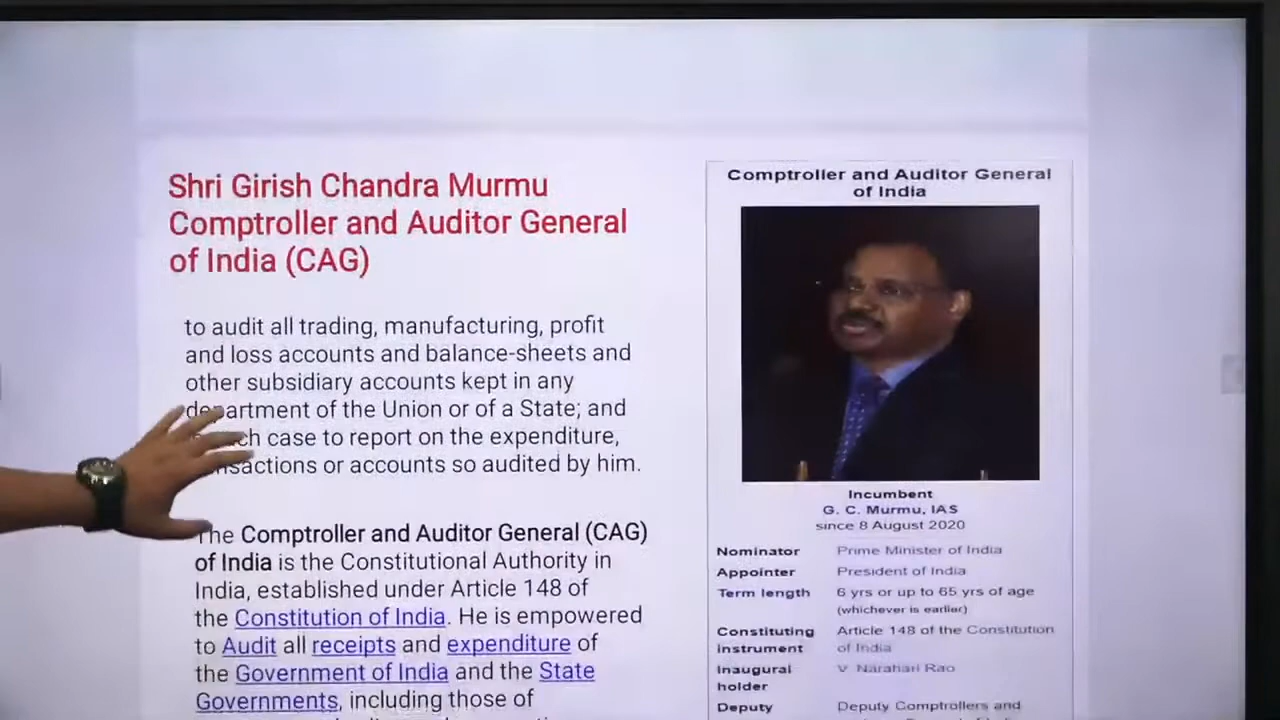 Shri Girish Chandra Murmu
Comptroller and Auditor General
of India (CAG)
to audit all trading, manufacturing, profit
and loss accounts and balance-sheets and
other subsidiary accounts kept in any
department of the Union or of a State; and
case to report on the expenditure,
or accounts so audited by him.
The Comptroller and Auditor General (CAG)
of India is the Constitutional Authority in
India, established under Article 148 of
the Constitution of India. He is empowered
to Audit all receipts and expenditure of
the Government of India and the State
Governments, including those of
Comptroller and Auditor General
of India
Incumbent
G. C. Murmu, IAS
since 8 August 2020
Nominator Prime Minister of India
Appointer President of India
Term length 6 yrs or up to 65 yrs of age
(whichever is earlier)
Constituting Article 148 of the Constitution
instrument of India
Inaugural V. Narahari Rao
holder
Deputy Deputy Comptrollers and